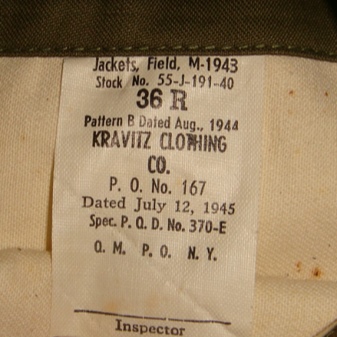 Jackets, Field, M-1943
Stock No. 55-J-191-40
36 R
Pattern B Dated Aug., 1944
KRAVITZ CLOTHING
CO.
P. O. No. 167
Dated July 12, 1945
Spec. P. Q. D. No. 370-E
Q. M. P. O. N. Y.
Inspector